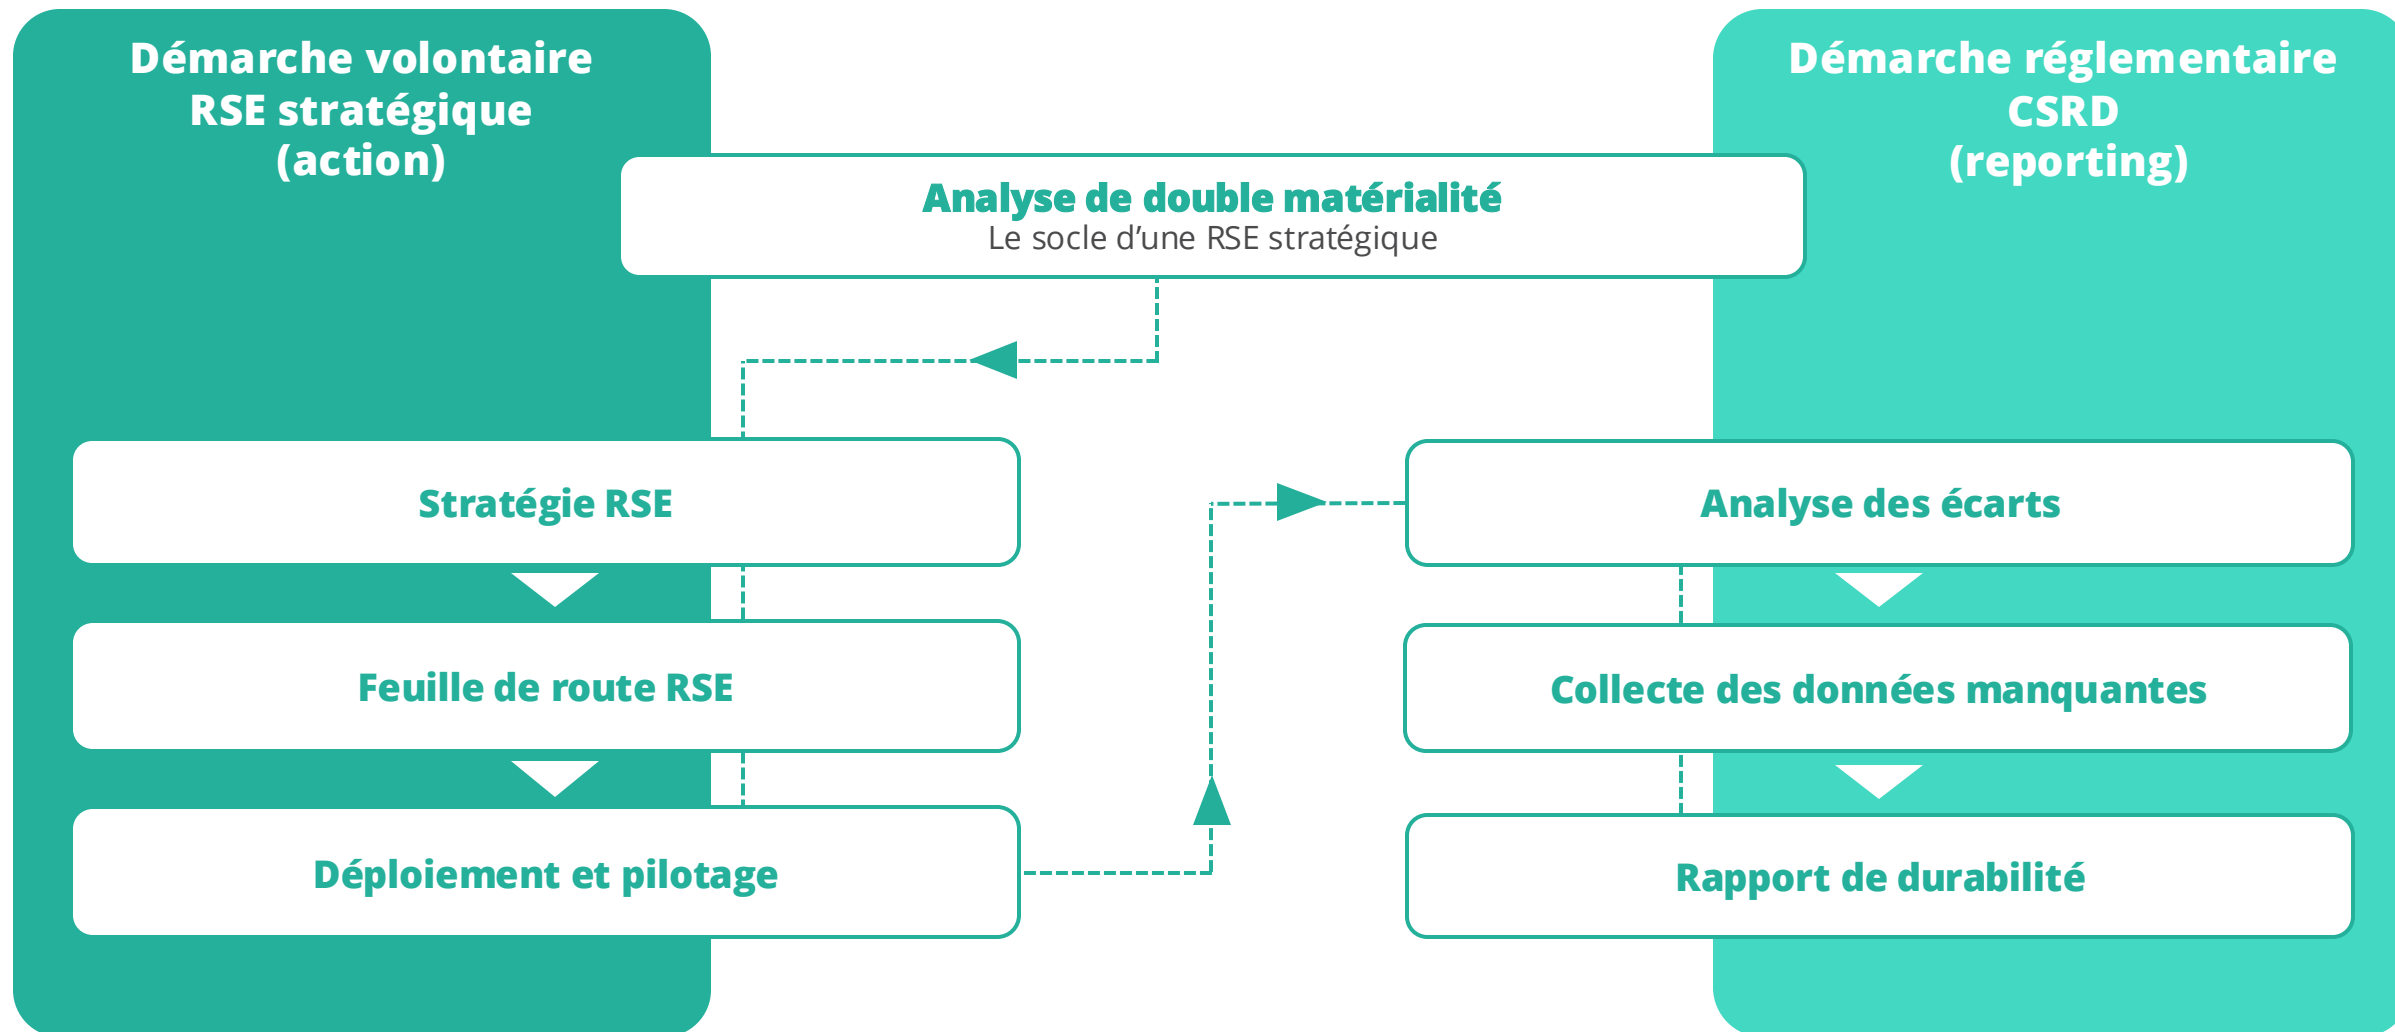 Démarche volontaire
RSE stratégique
(action)
Démarche réglementaire
CSRD
(reporting)
Analyse de double matérialité
Le socle d’une RSE stratégique
Stratégie RSE
Feuille de route RSE
Déploiement et pilotage
Analyse des écarts
Collecte des données manquantes
Rapport de durabilité